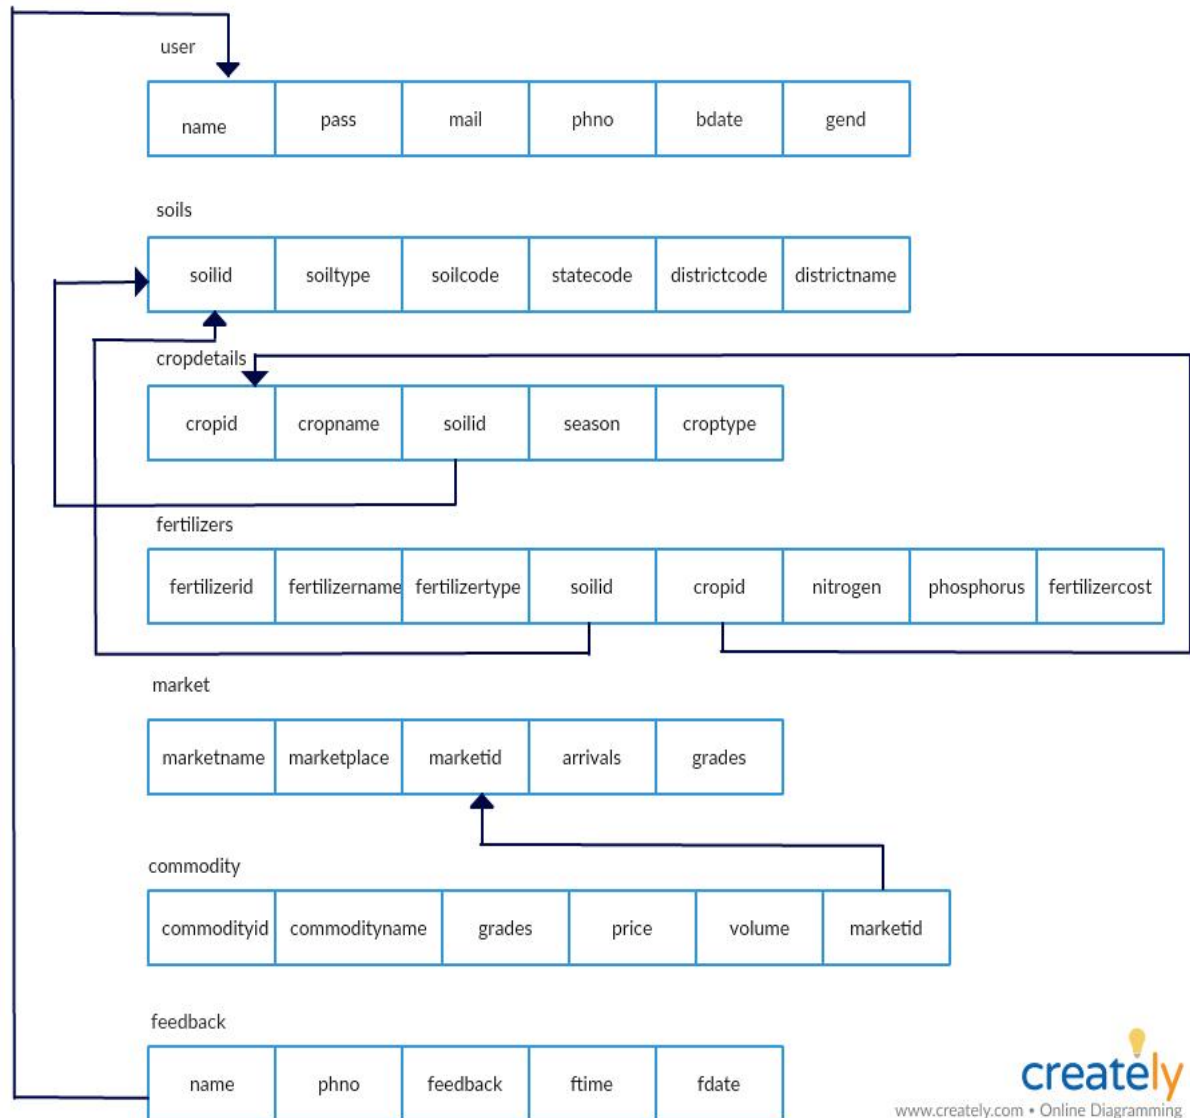 user
name pass mail phno bdate gend
soils
soilid soiltype soilcode statecode districtcode districtname
cropdetails
cropid cropname soilid season croptype
fertilizers
fertilizerid fertilizername fertilizertype soilid cropid nitrogen phosphorus fertilizercost
market
marketname marketplace marketid arrivals grades
commodity
commodityid commodityname grades price volume marketid
feedback
name phno feedback ftime fdate
creately
www.creately.com • Online Diagramming